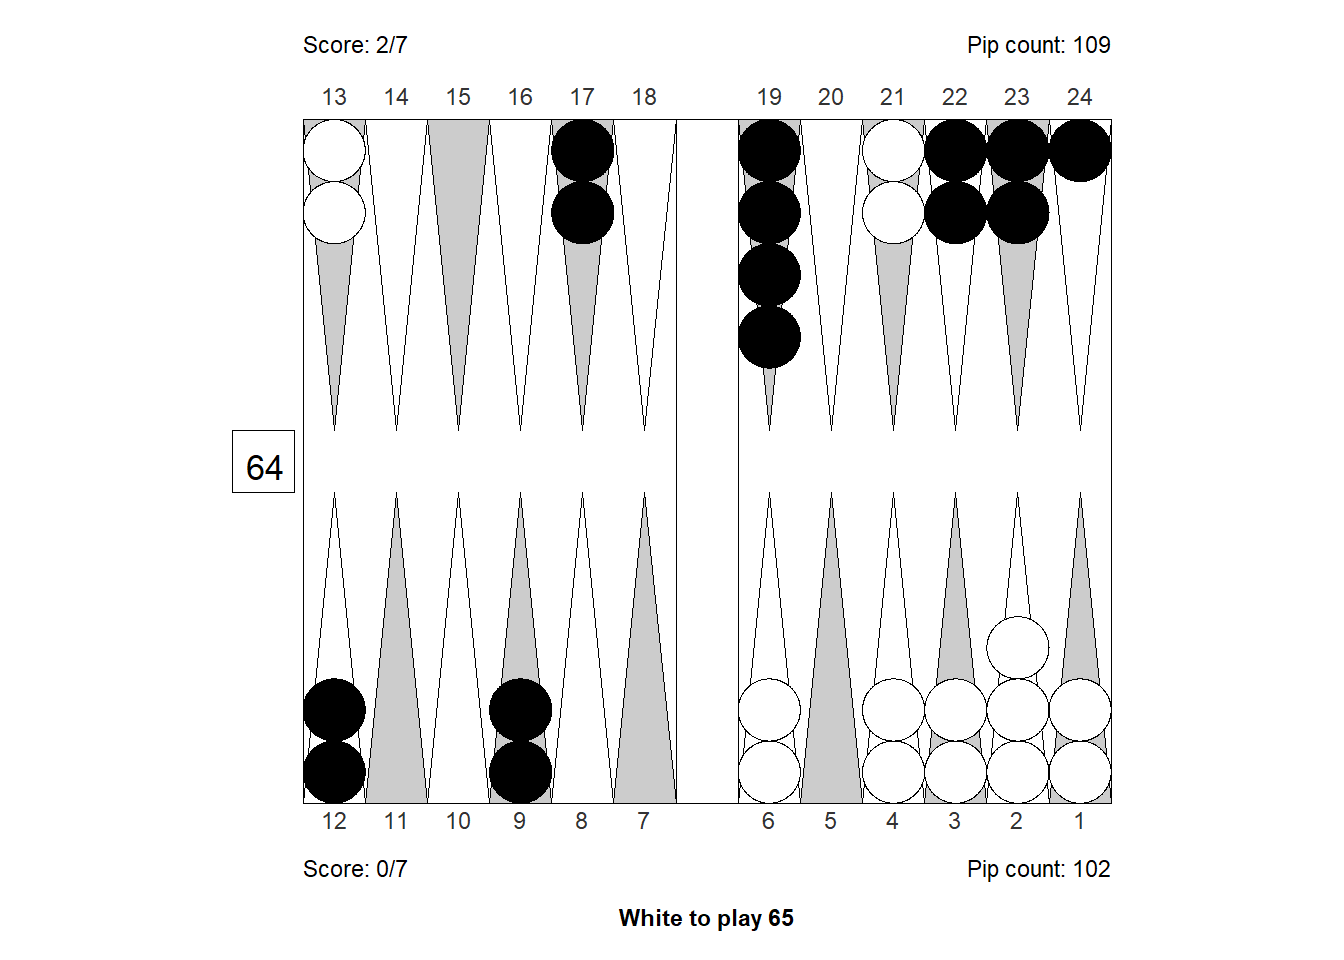 Score: 2/7 Pip count: 109
13 14 15 16 17 18 19 20 21 22 23 24
64
12 11 10 9 8 7 6 5 4 3 2 1
Score: 0/7 Pip count: 102
White to play 65